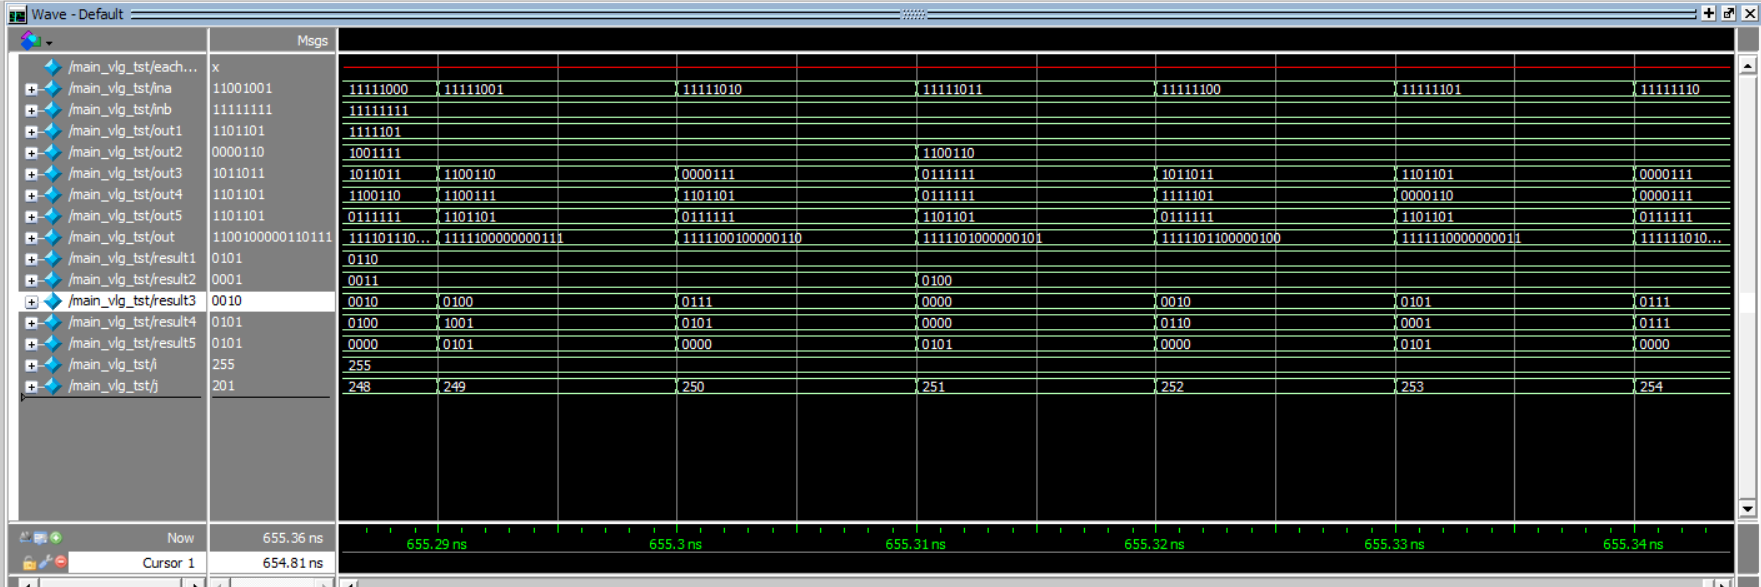 Wave - Default
Msgs
/main_vlg_tst/each... x
/main_vlg_tst/ina 11001001 11111000 11111001 11111010 11111011 11111100 11111101 11111110
/main_vlg_tst/inb 11111111 11111111
/main_vlg_tst/out1 1101101 1111101
/main_vlg_tst/out2 0000110 1001111 1100110
/main_vlg_tst/out3 1011011 1011011 1100110 0000111 0111111 1011011 1101101 0000111
/main_vlg_tst/out4 1101101 1100110 1100111 1101101 0111111 1111101 0000110 0000111
/main_vlg_tst/out5 1101101 0111111 1101101 0111111 1101101 0111111 1101101 0111111
/main_vlg_tst/out 1100100000110111 111101110... 1111100000000111 1111100100000110 1111101000000101 1111101100000100 1111110000000011 111111010...
/main_vlg_tst/result1 0101 0110
/main_vlg_tst/result2 0001 0011 0100
/main_vlg_tst/result3 0010 0010 0100 0111 0000 0010 0101 0111
/main_vlg_tst/result4 0101 0100 1001 0101 0000 0110 0001 0111
/main_vlg_tst/result5 0101 0000 0101 0000 0101 0000 0101 0000
/main_vlg_tst/i 255 255
/main_vlg_tst/j 201 248 249 250 251 252 253 254
Now 655.36 ns 655.29 ns 655.3 ns 655.31 ns 655.32 ns 655.33 ns 655.34 ns
Cursor 1 654.81 ns